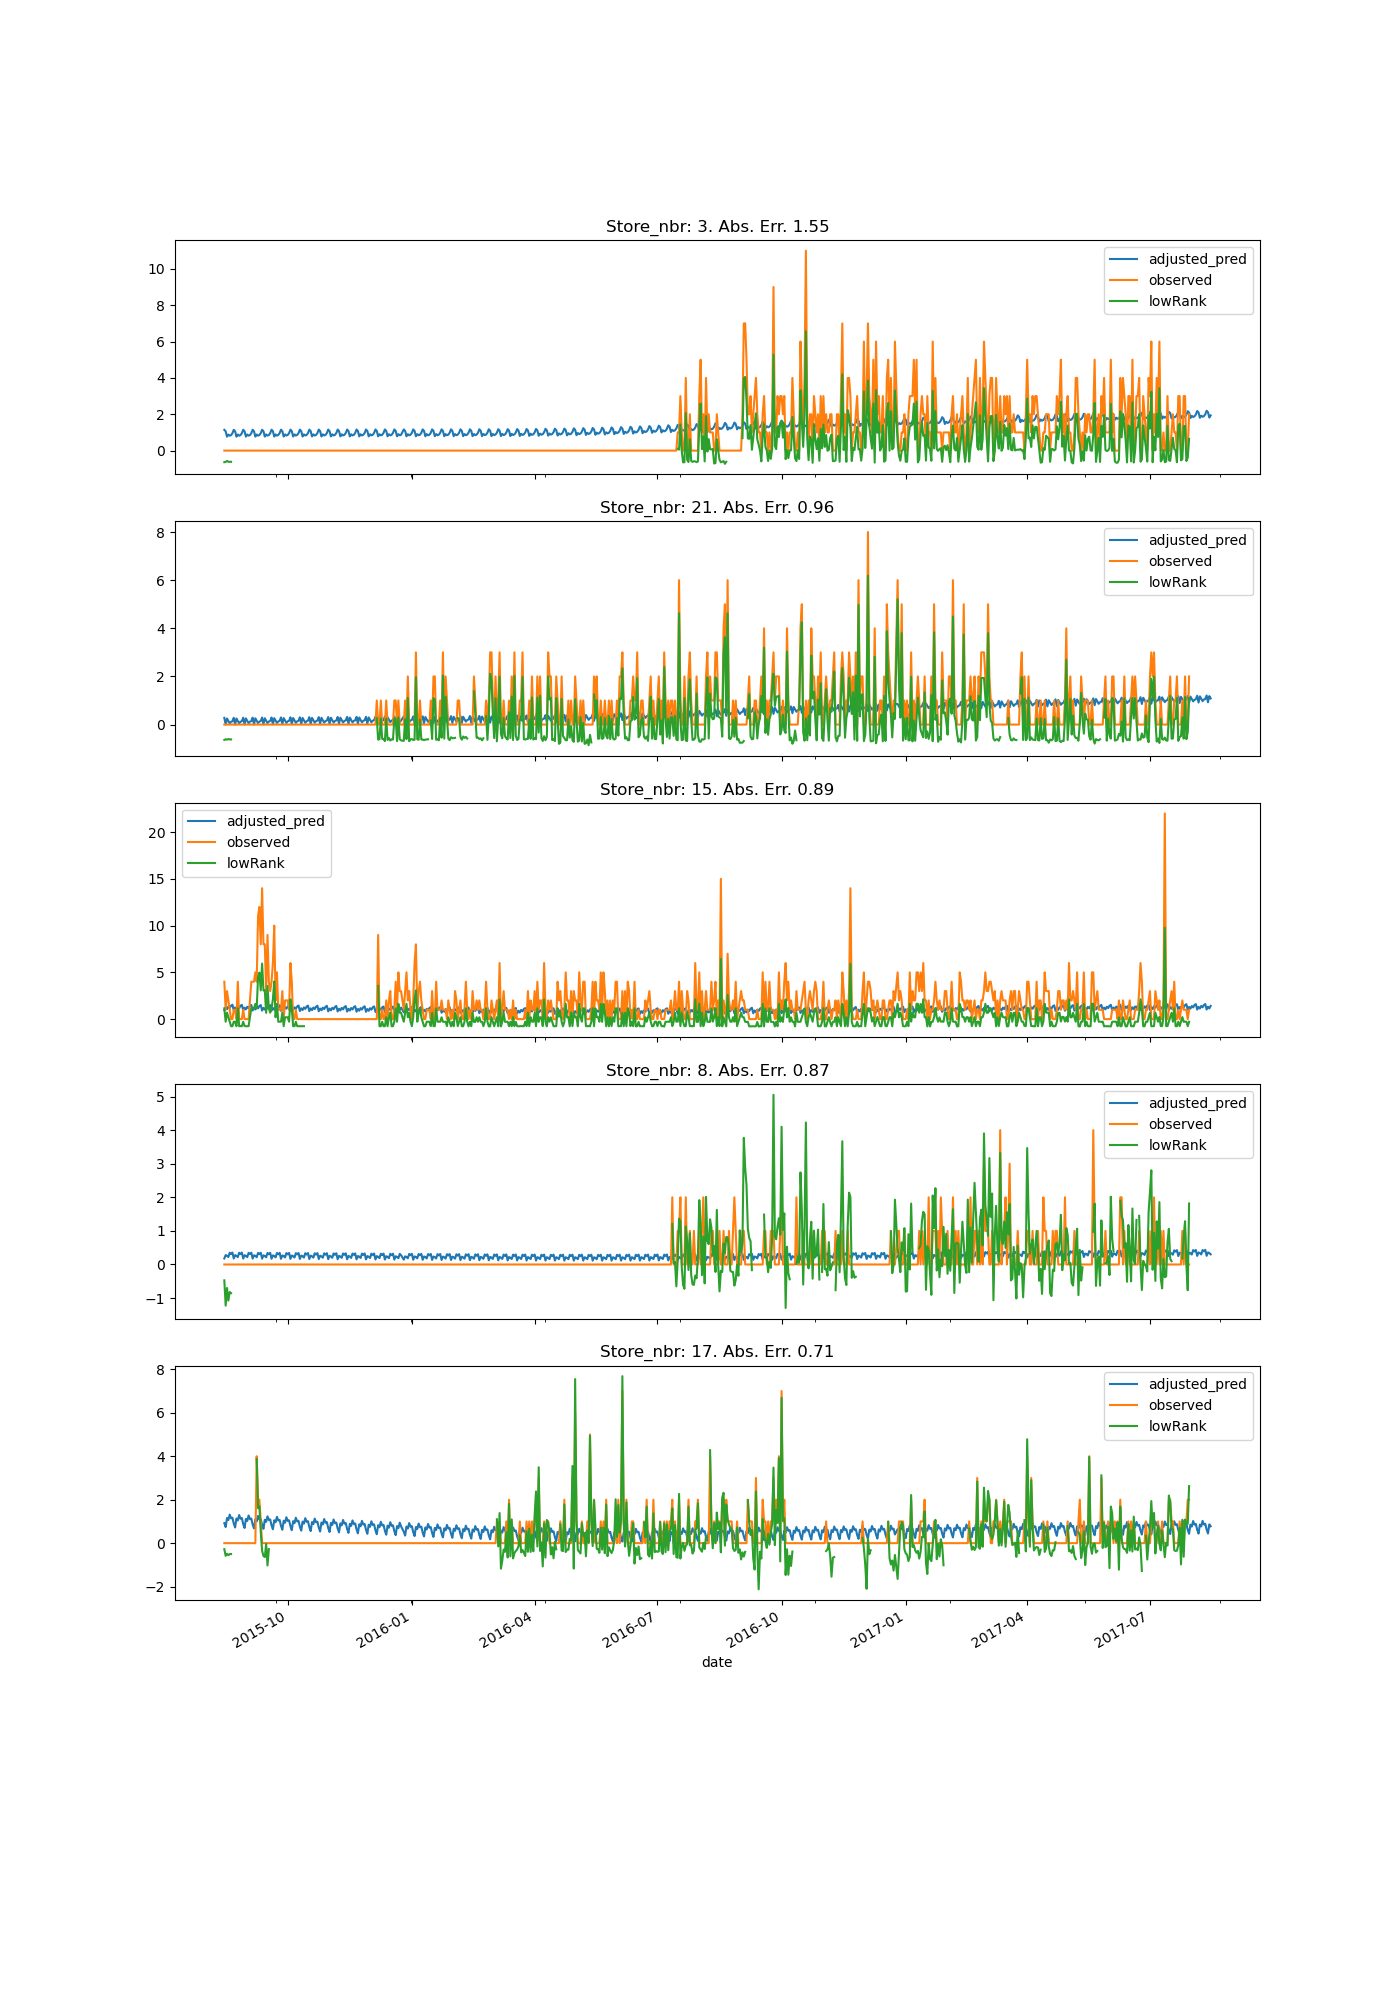 Store_nbr: 3. Abs. Err. 1.55
10
8
6
4
2
0
adjusted_pred
observed
lowRank
Store_nbr: 21. Abs. Err. 0.96
8
6
4
2
0
adjusted_pred
observed
lowRank
Store_nbr: 15. Abs. Err. 0.89
20
15
10
5
0
adjusted_pred
observed
lowRank
Store_nbr: 8. Abs. Err. 0.87
5
4
3
2
1
0
−1
adjusted_pred
observed
lowRank
Store_nbr: 17. Abs. Err. 0.71
8
6
4
2
0
−2
adjusted_pred
observed
lowRank
2015-10 2016-01 2016-04 2016-07 2016-10 2017-01 2017-04 2017-07
date